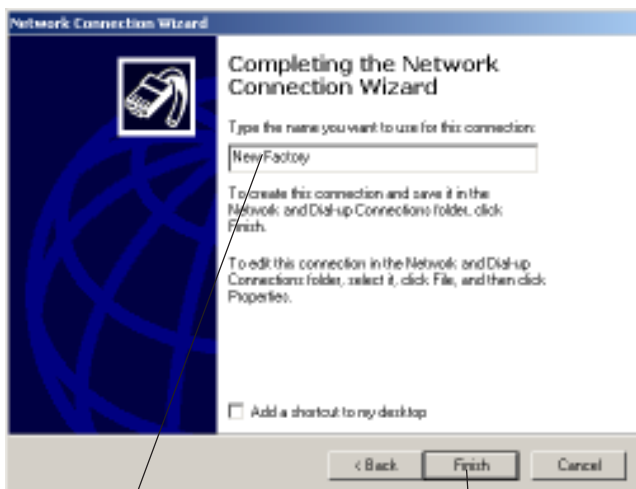 Network Connection Wizard
Completing the Network
Connection Wizard
Type the name you want to use for this connection:
New Factory
To create this connection and save it in the
Network and Dial-up Connections folder, click
Finish.
To edit this connection in the Network and Dial-up
Connections folder, select it, click File, and then click
Properties.
Add a shortcut to my desktop
< Back
Finish
Cancel